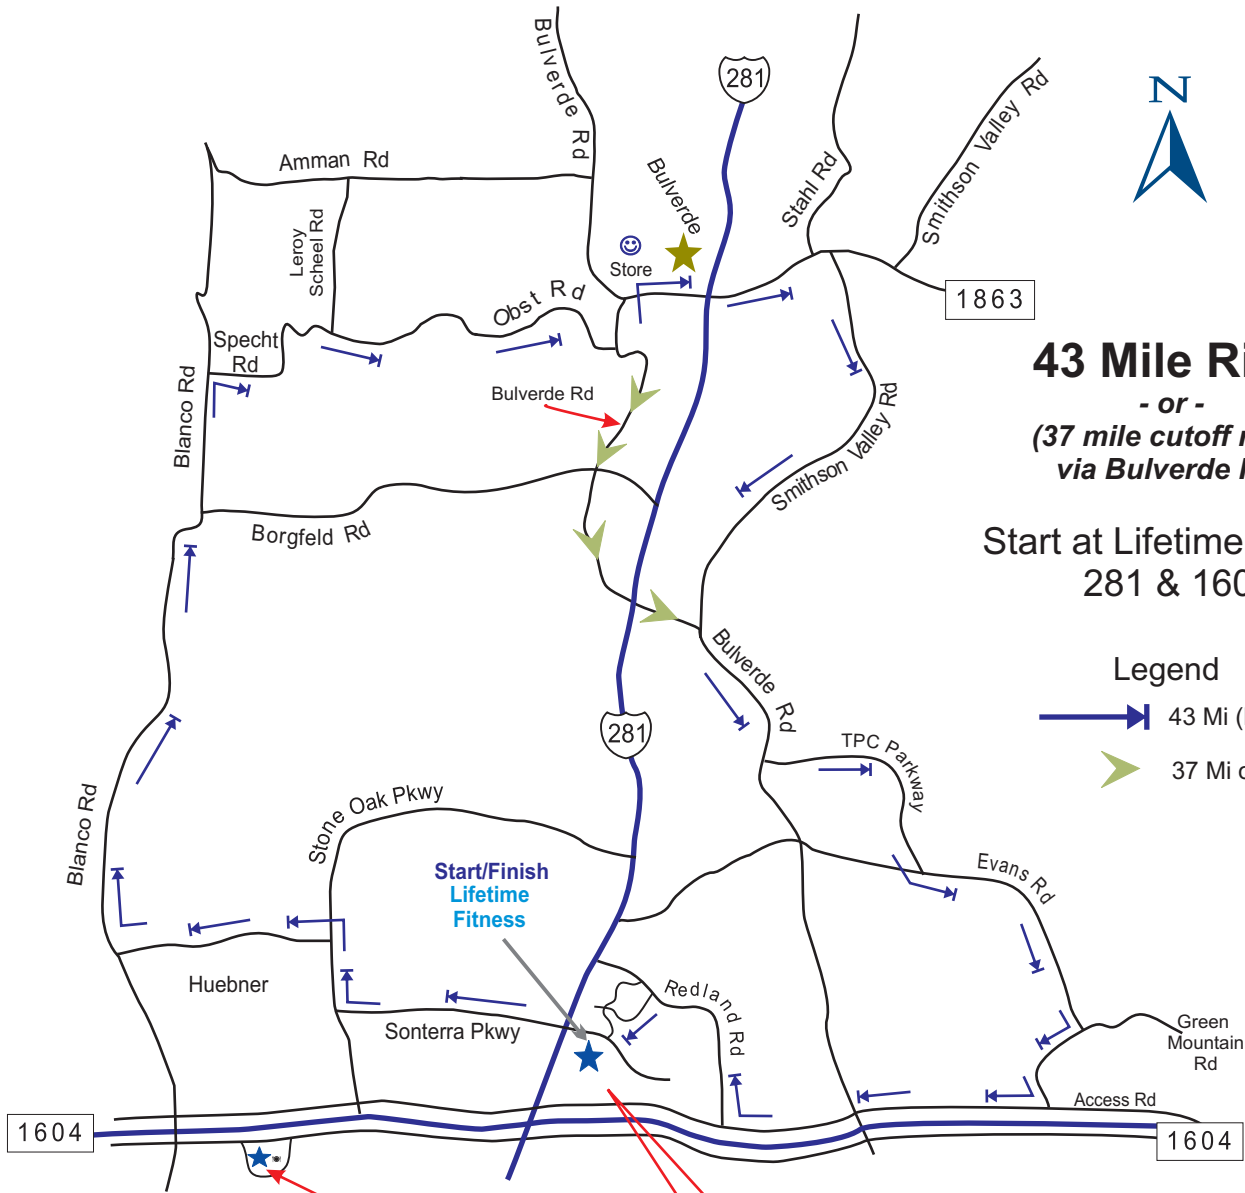 Bulverde Rd
281
N
Amman Rd
Bulverde
Stahl Rd
Smithson Valley Rd
Leroy
Scheel Rd
Store
Obst Rd
1863
Specht
Rd
Blanco Rd
Bulverde Rd
43 Mile Ri
- or -
(37 mile cutoff
via Bulverde
Smithson Valley Rd
Borgfeld Rd
Start at Lifetime
281 & 160
Bulverde Rd
Legend
43 Mi (
37 Mi
281
TPC Parkway
Stone Oak Pkwy
Blanco Rd
Start/Finish
Lifetime
Fitness
Evans Rd
Huebner
Redland Rd
Sonterra Pkwy
Green
Mountain
Rd
Access Rd
1604
1604